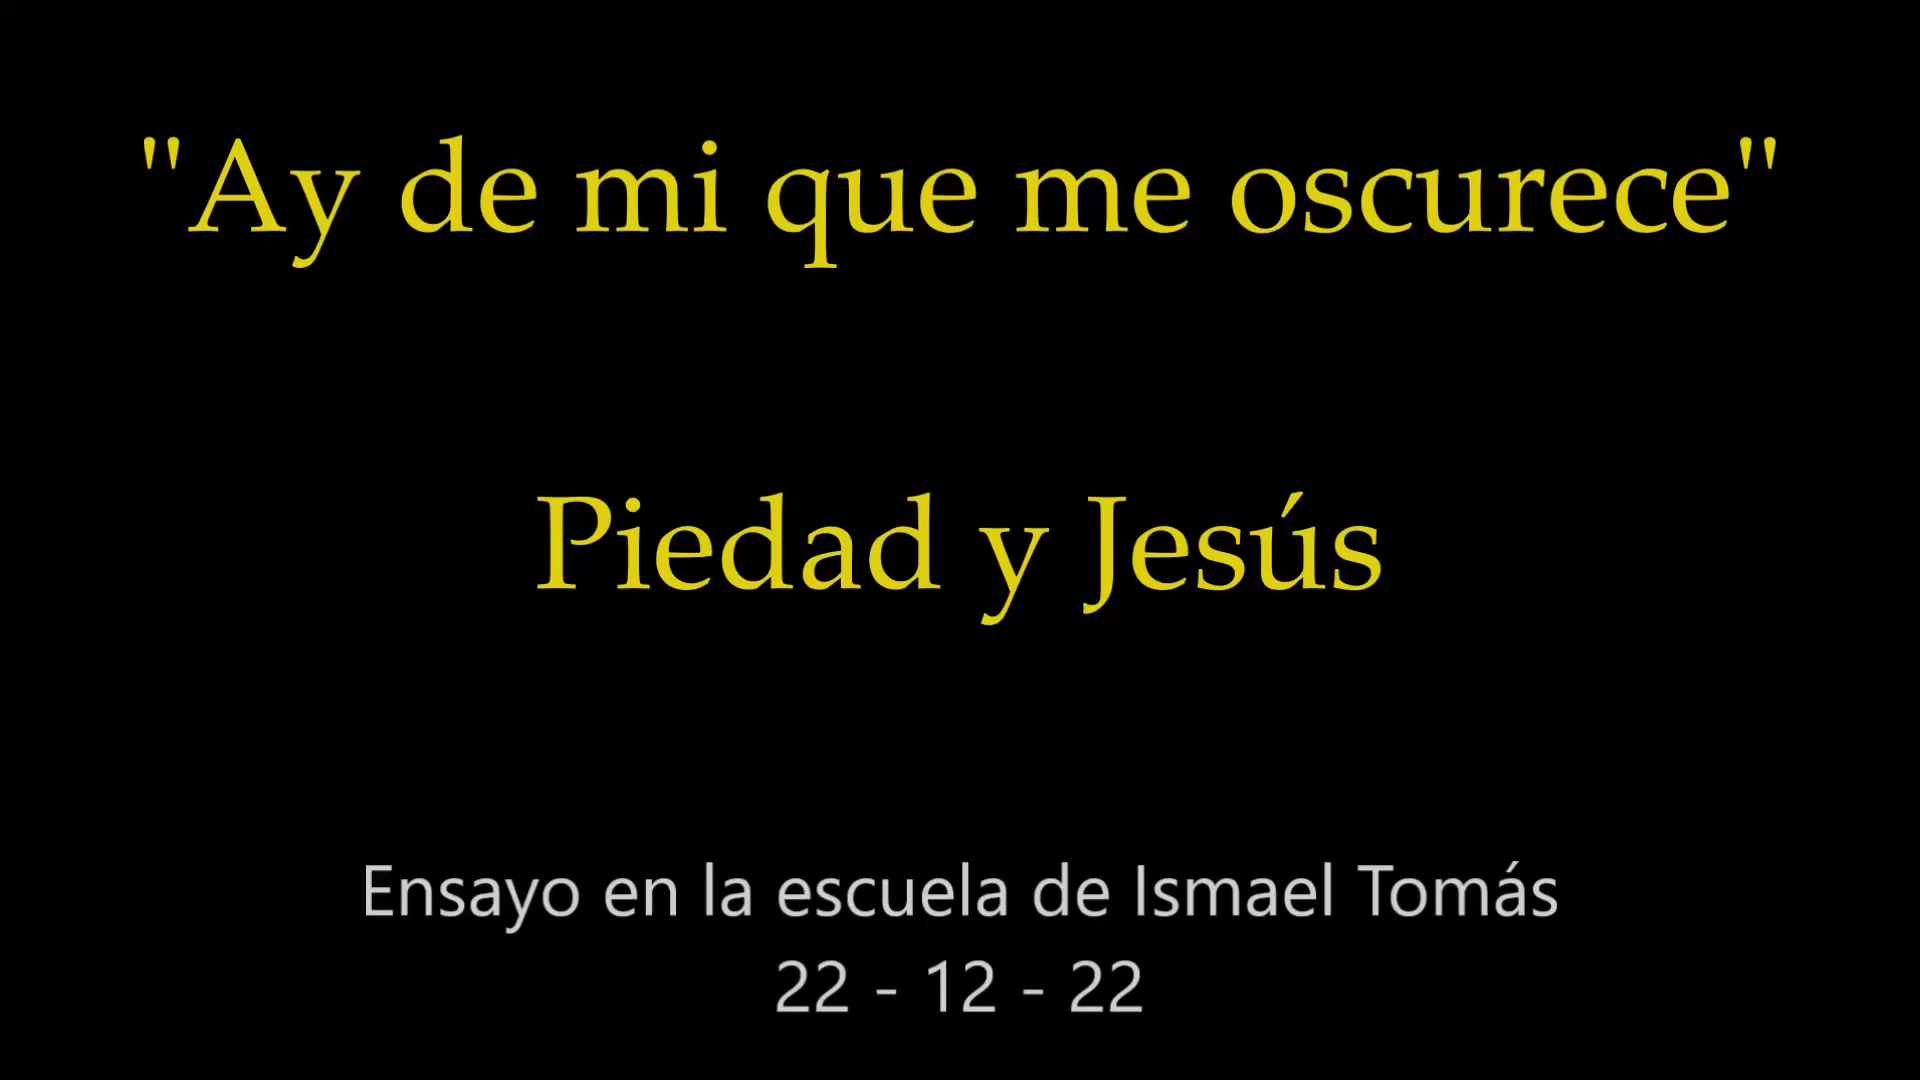 "Ay de mi que me oscurece"
Piedad y Jesús
Ensayo en la escuela de Ismael Tomás
22 - 12 - 22